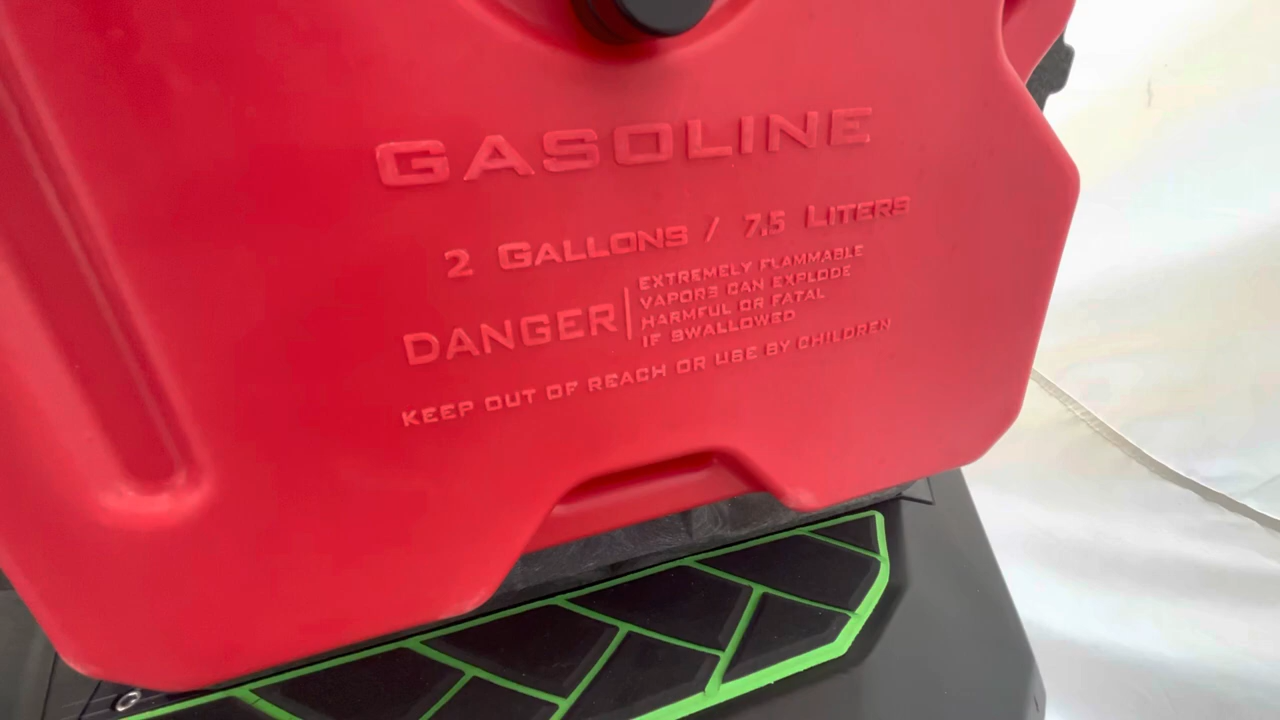 GASOLINE
2 GALLONS / 7.5 LITERS
DANGER
EXTREMELY FLAMMABLE
VAPORS CAN EXPLODE
HARMFUL OR FATAL
IF SWALLOWED
KEEP OUT OF REACH OR USE BY CHILDREN